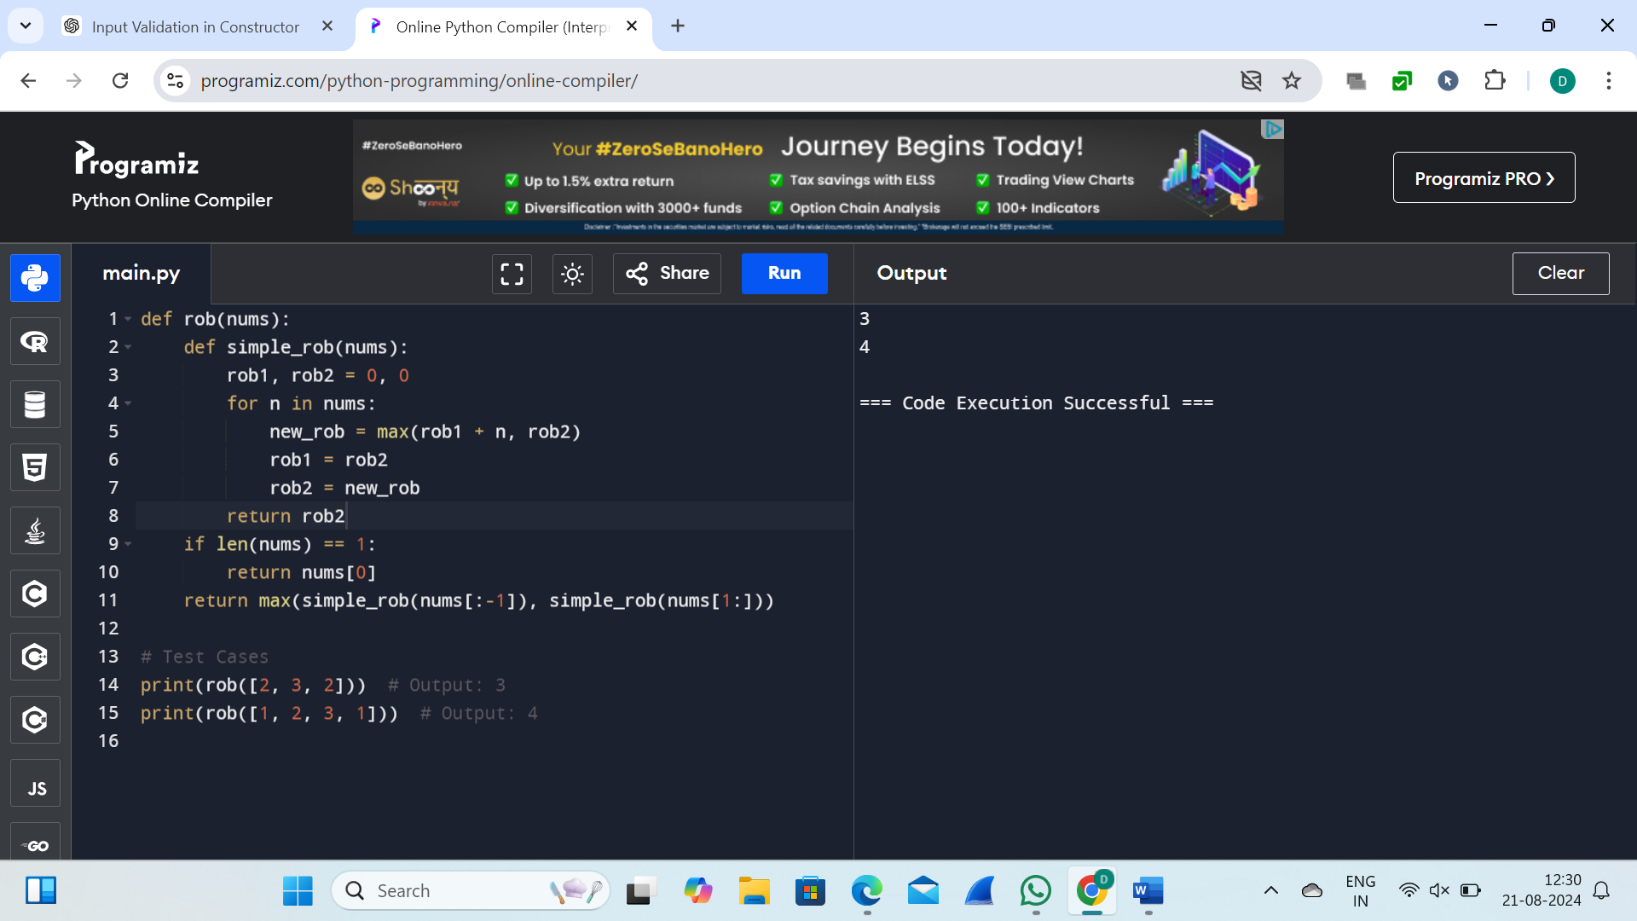 Input Validation in Constructor
Online Python Compiler (Interp
programiz.com/python-programming/online-compiler/
D
Programiz
Python Online Compiler
#ZeroSeBanoHero
Your #ZeroSeBanoHero Journey Begins Today!
Shoonय
Up to 1.5% extra return
Tax savings with ELSS
Trading View Charts
Diversification with 3000+ funds
Option Chain Analysis
100+ Indicators
Programiz PRO
main.py
Share
Run
Output
Clear
1 def rob(nums):
2 def simple_rob(nums):
3 rob1, rob2 = 0, 0
4 for n in nums:
5 new_rob = max(rob1 + n, rob2)
6 rob1 = rob2
7 rob2 = new_rob
8 return rob2
9 if len(nums) == 1:
10 return nums[0]
11 return max(simple_rob(nums[:-1]), simple_rob(nums[1:]))
12
13 # Test Cases
14 print(rob([2, 3, 2])) # Output: 3
15 print(rob([1, 2, 3, 1])) # Output: 4
16
3
4
=== Code Execution Successful ===
R
5
C
C
C
JS
GO
Search
D
W
ENG
IN
12:30
21-08-2024